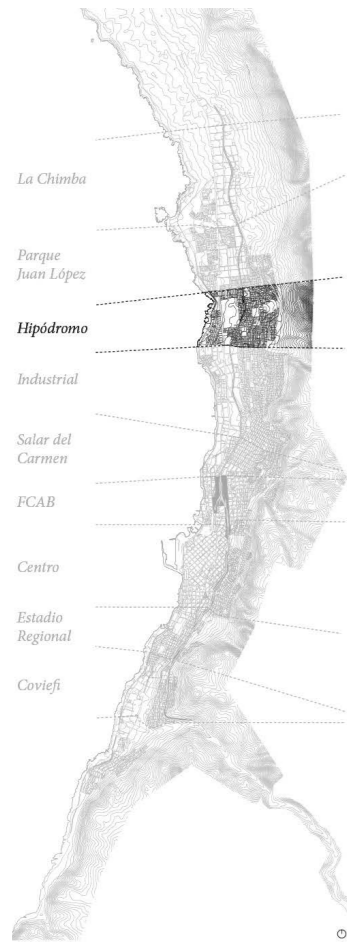 La Chimba
Parque
Juan López
Hipódromo
Industrial
Salar del
Carmen
FCAB
Centro
Estadio
Regional
Coviefi